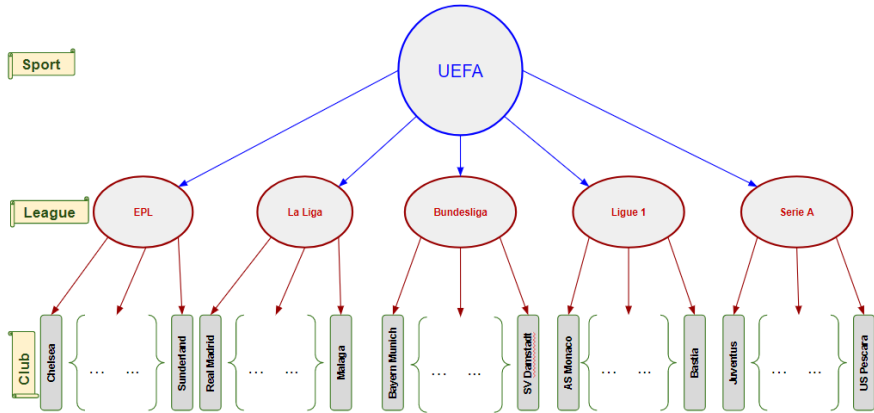 Sport
UEFA
League
EPL
La Liga
Bundesliga
Ligue 1
Serie A
Club
Chelsea
... ...
Sunderland
Real Madrid
... ...
Malaga
Bayern Munich
... ...
SV Damstadt
AS Monaco
... ...
Bastia
Juventus
... ...
US Pescara